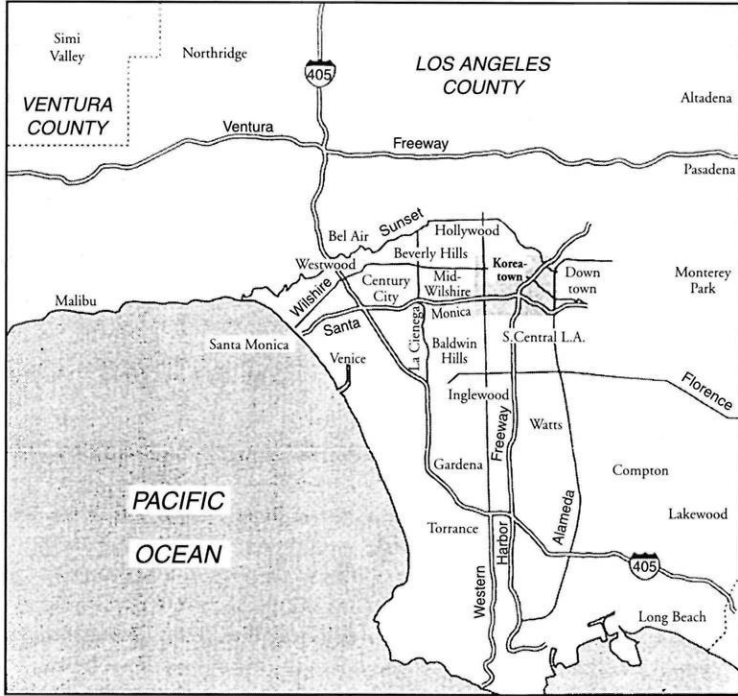 Simi
Valley
Northridge
405
LOS ANGELES
COUNTY
VENTURA
COUNTY
Altadena
Ventura
Freeway
Pasadena
Bel Air
Sunset
Hollywood
Westwood
Beverly Hills
Korea-
town
Down
town
Monterey
Park
Century
City
Mid-
Wilshire
Wilshire
Malibu
Santa
Monica
Santa Monica
La Cienega
Baldwin
Hills
S.Central L.A.
Venice
Inglewood
Florence
Freeway
Watts
Gardena
Compton
PACIFIC
OCEAN
Torrance
Harbor
Alameda
Lakewood
Western
405
Long Beach